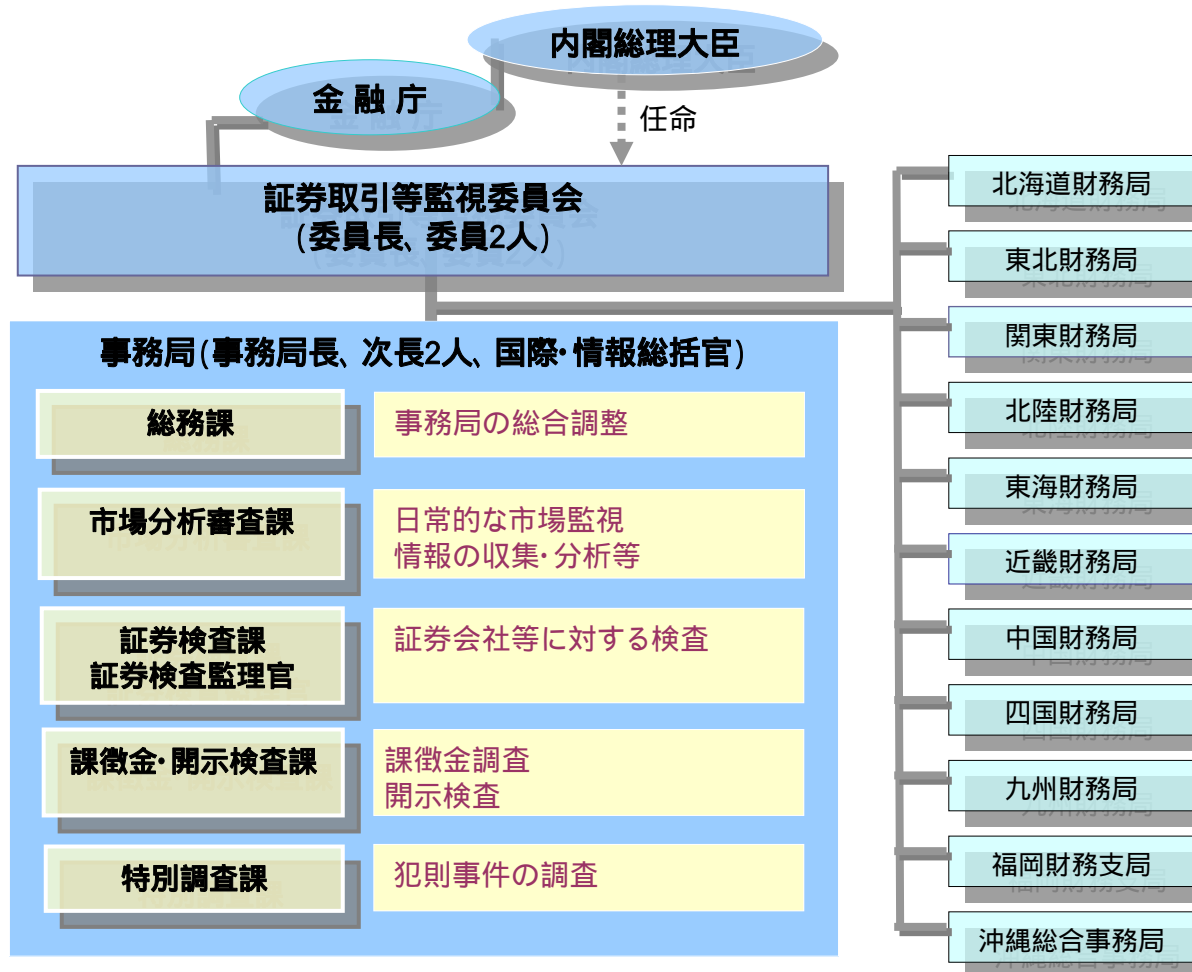 内閣総理大臣
金 融 庁
任命
証券取引等監視委員会
(委員長、委員2人)
事務局(事務局長、次長2人、国際・情報総括官)
総務課
事務局の総合調整
市場分析審査課
日常的な市場監視
情報の収集・分析等
証券検査課
証券検査監理官
証券会社等に対する検査
課徴金・開示検査課
課徴金調査
開示検査
特別調査課
犯則事件の調査
北海道財務局
東北財務局
関東財務局
北陸財務局
東海財務局
近畿財務局
中国財務局
四国財務局
九州財務局
福岡財務支局
沖縄総合事務局